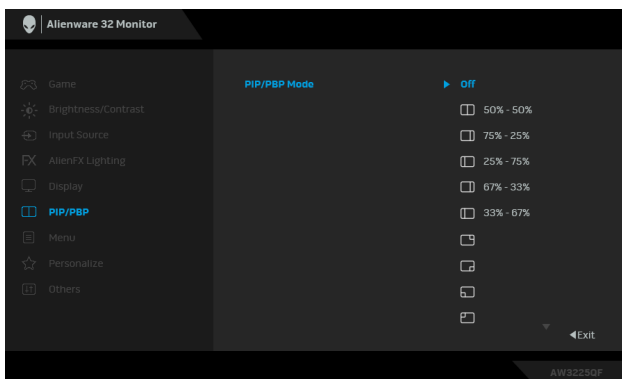 Alienware 32 Monitor
Game
PIP/PBP Mode
Off
Brightness/Contrast
50% - 50%
Input Source
75% - 25%
AlienFX Lighting
25% - 75%
Display
67% - 33%
PIP/PBP
33% - 67%
Menu
Personalize
Others
Exit
AW3225QF